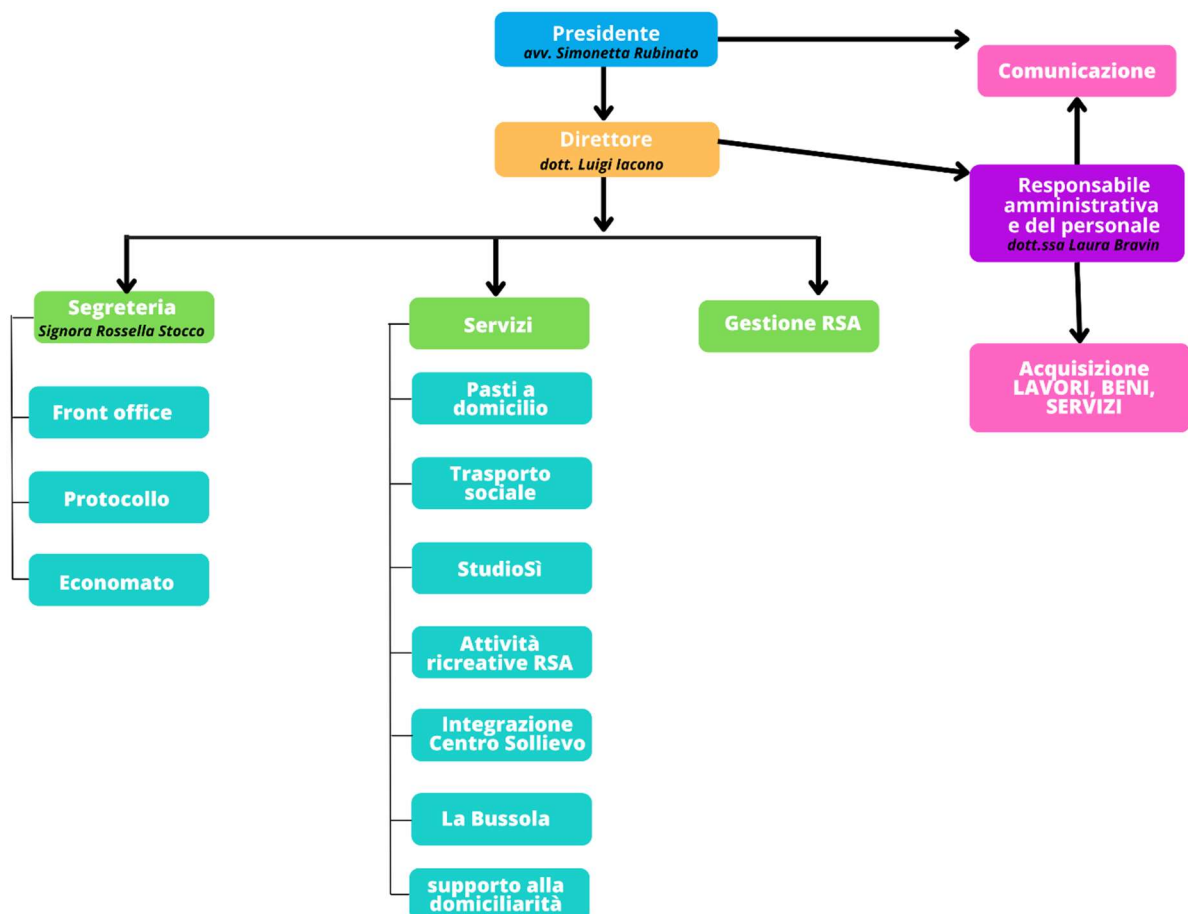 Presidente
avv. Simonetta Rubinato
Comunicazione
Direttore
dott. Luigi Iacono
Responsabile
amministrativa
e del personale
dott.ssa Laura Bravin
Segreteria
Signora Rossella Stocco
Servizi
Gestione RSA
Acquisizione
LAVORI, BENI,
SERVIZI
Front office
Protocollo
Economato
Pasti a
domicilio
Trasporto
sociale
StudioSì
Attività
ricreative RSA
Integrazione
Centro Sollievo
La Bussola
supporto alla
domiciliarità